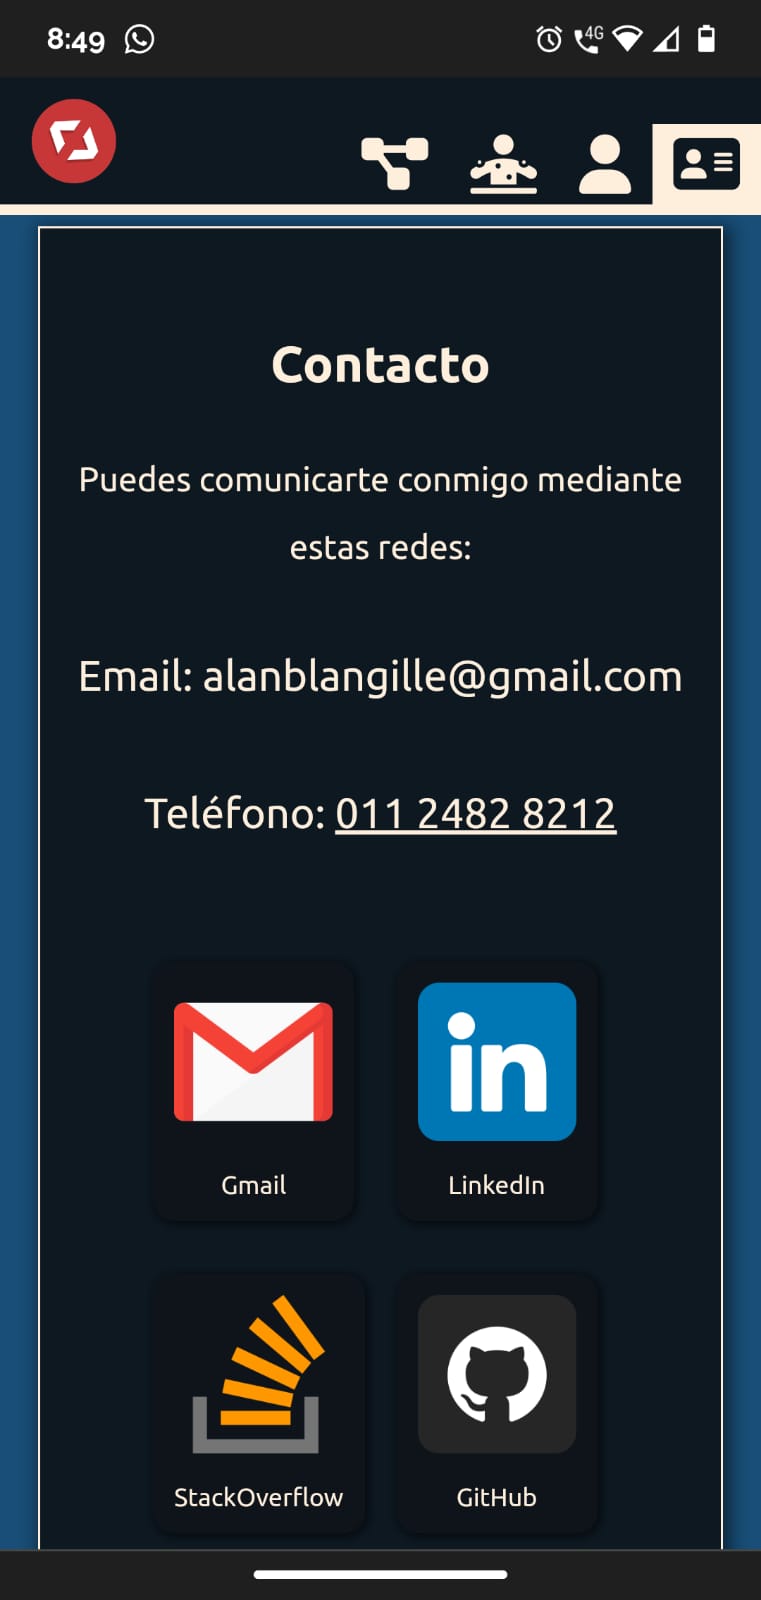 8:49
4G
Contacto
Puedes comunicarte conmigo mediante
estas redes:
Email: alanblangille@gmail.com
Teléfono: 011 2482 8212
in
Gmail
LinkedIn
StackOverflow
GitHub